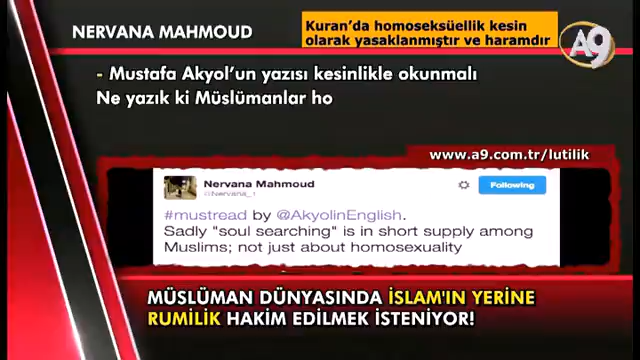 NERVANA MAHMOUD
Kuran'da homoseksüellik kesin
olarak yasaklanmıştır ve haramdır
A9
- Mustafa Akyol'un yazısı kesinlikle okunmalı
Ne yazık ki Müslümanlar ho
www.a9.com.tr/lutilik
Nervana Mahmoud
@Nervana_1
Following
#mustread by @AkyolinEnglish.
Sadly "soul searching" is in short supply among
Muslims; not just about homosexuality
MÜSLÜMAN DÜNYASINDA İSLAM'IN YERİNE
RUMİLİK HAKİM EDİLMEK İSTENİYOR!